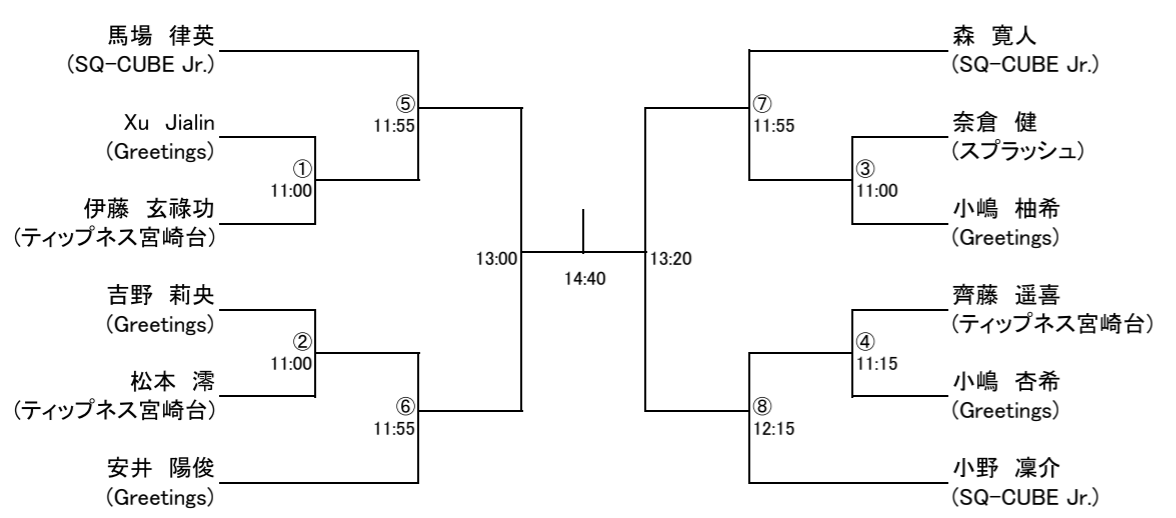 馬場　律英
(SQ-CUBE Jr.)
⑤
11:55
Xu　Jialin
(Greetings)
①
11:00
伊藤　玄祿功
(ティップネス宮崎台)
13:00
吉野　莉央
(Greetings)
②
11:00
松本　澪
(ティップネス宮崎台)
⑥
11:55
安井　陽俊
(Greetings)
14:40
森　寛人
(SQ-CUBE Jr.)
⑦
11:55
奈倉　健
(スプラッシュ)
③
11:00
小嶋　柚希
(Greetings)
13:20
齊藤　遥喜
(ティップネス宮崎台)
④
11:15
小嶋　杏希
(Greetings)
⑧
12:15
小野　凜介
(SQ-CUBE Jr.)